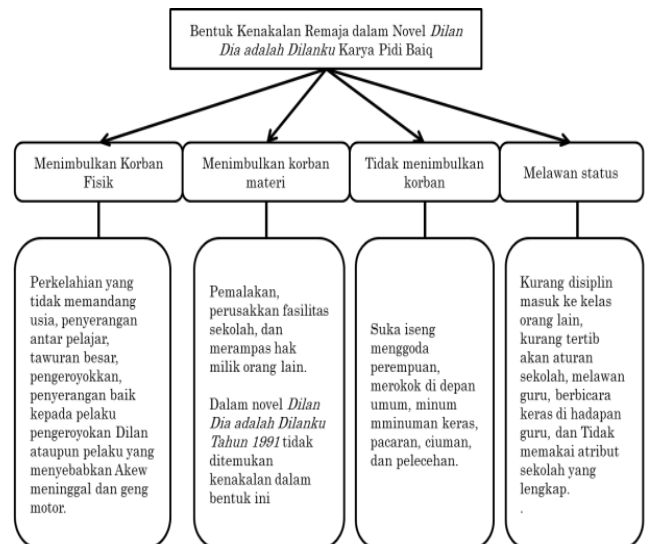 Bentuk Kenakalan Remaja dalam Novel Dilan
Dia adalah Dilanku Karya Pidi Baiq
Menimbulkan Korban
Fisik
Menimbulkan korban
materi
Tidak menimbulkan
korban
Melawan status
Perkelahian yang
tidak memandang
usia, penyerangan
antar pelajar,
tawuran besar,
pengeroyokkan,
penyerangan baik
kepada pelaku
pengeroyokan Dilan
ataupun pelaku yang
menyebabkan Akew
meninggal dan geng
motor.
Pemalakan,
perusakkan fasilitas
sekolah, dan
merampas hak
milik orang lain.
Dalam novel Dilan
Dia adalah Dilanku
Tahun 1991 tidak
ditemukan
kenakalan dalam
bentuk ini
Suka iseng
menggoda
perempuan,
merokok di depan
umum, minum
mminuman keras,
pacaran, ciuman,
dan pelecehan.
Kurang disiplin
masuk ke kelas
orang lain,
kurang tertib
akan aturan
sekolah, melawan
guru, berbicara
keras di hadapan
guru, dan Tidak
memakai atribut
sekolah yang
lengkap.
.